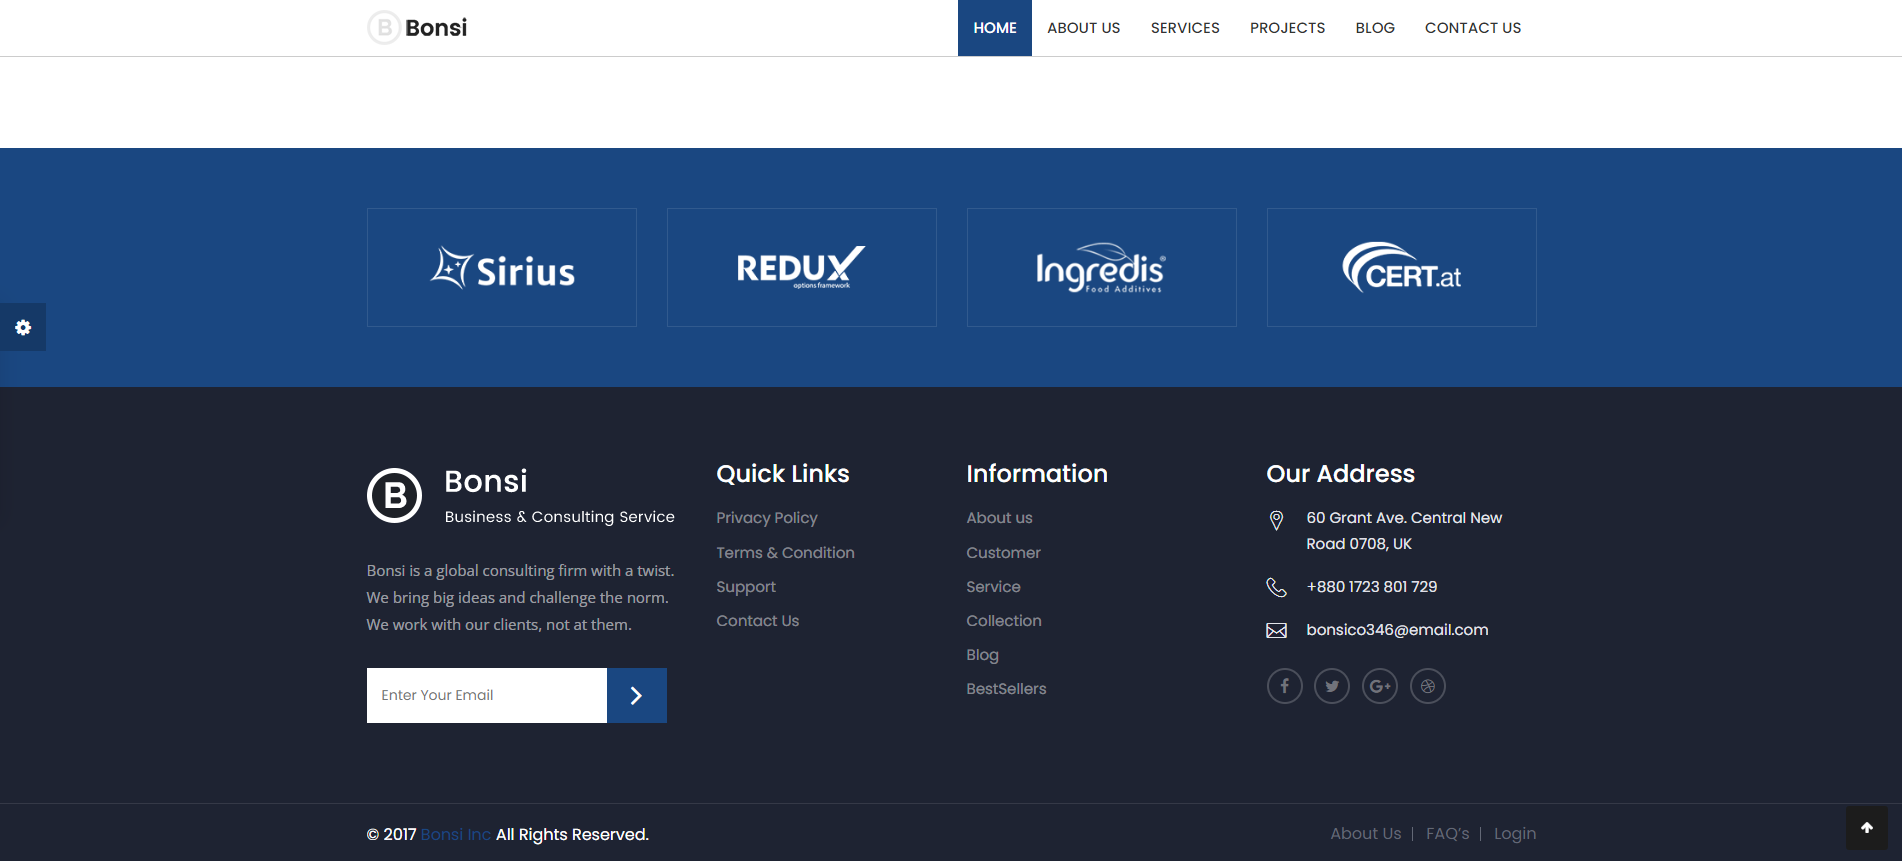 B Bonsi
HOME ABOUT US SERVICES PROJECTS BLOG CONTACT US
Sirius
REDUX
options framework
Ingredis®
Food Additives
CERT.at
B
Bonsi
Business & Consulting Service
Bonsi is a global consulting firm with a twist.
We bring big ideas and challenge the norm.
We work with our clients, not at them.
Enter Your Email
Quick Links
Privacy Policy
Terms & Condition
Support
Contact Us
Information
About us
Customer
Service
Collection
Blog
BestSellers
Our Address
60 Grant Ave. Central New
Road 0708, UK
+880 1723 801 729
bonsico346@email.com
© 2017 Bonsi Inc All Rights Reserved.
About Us | FAQ's | Login